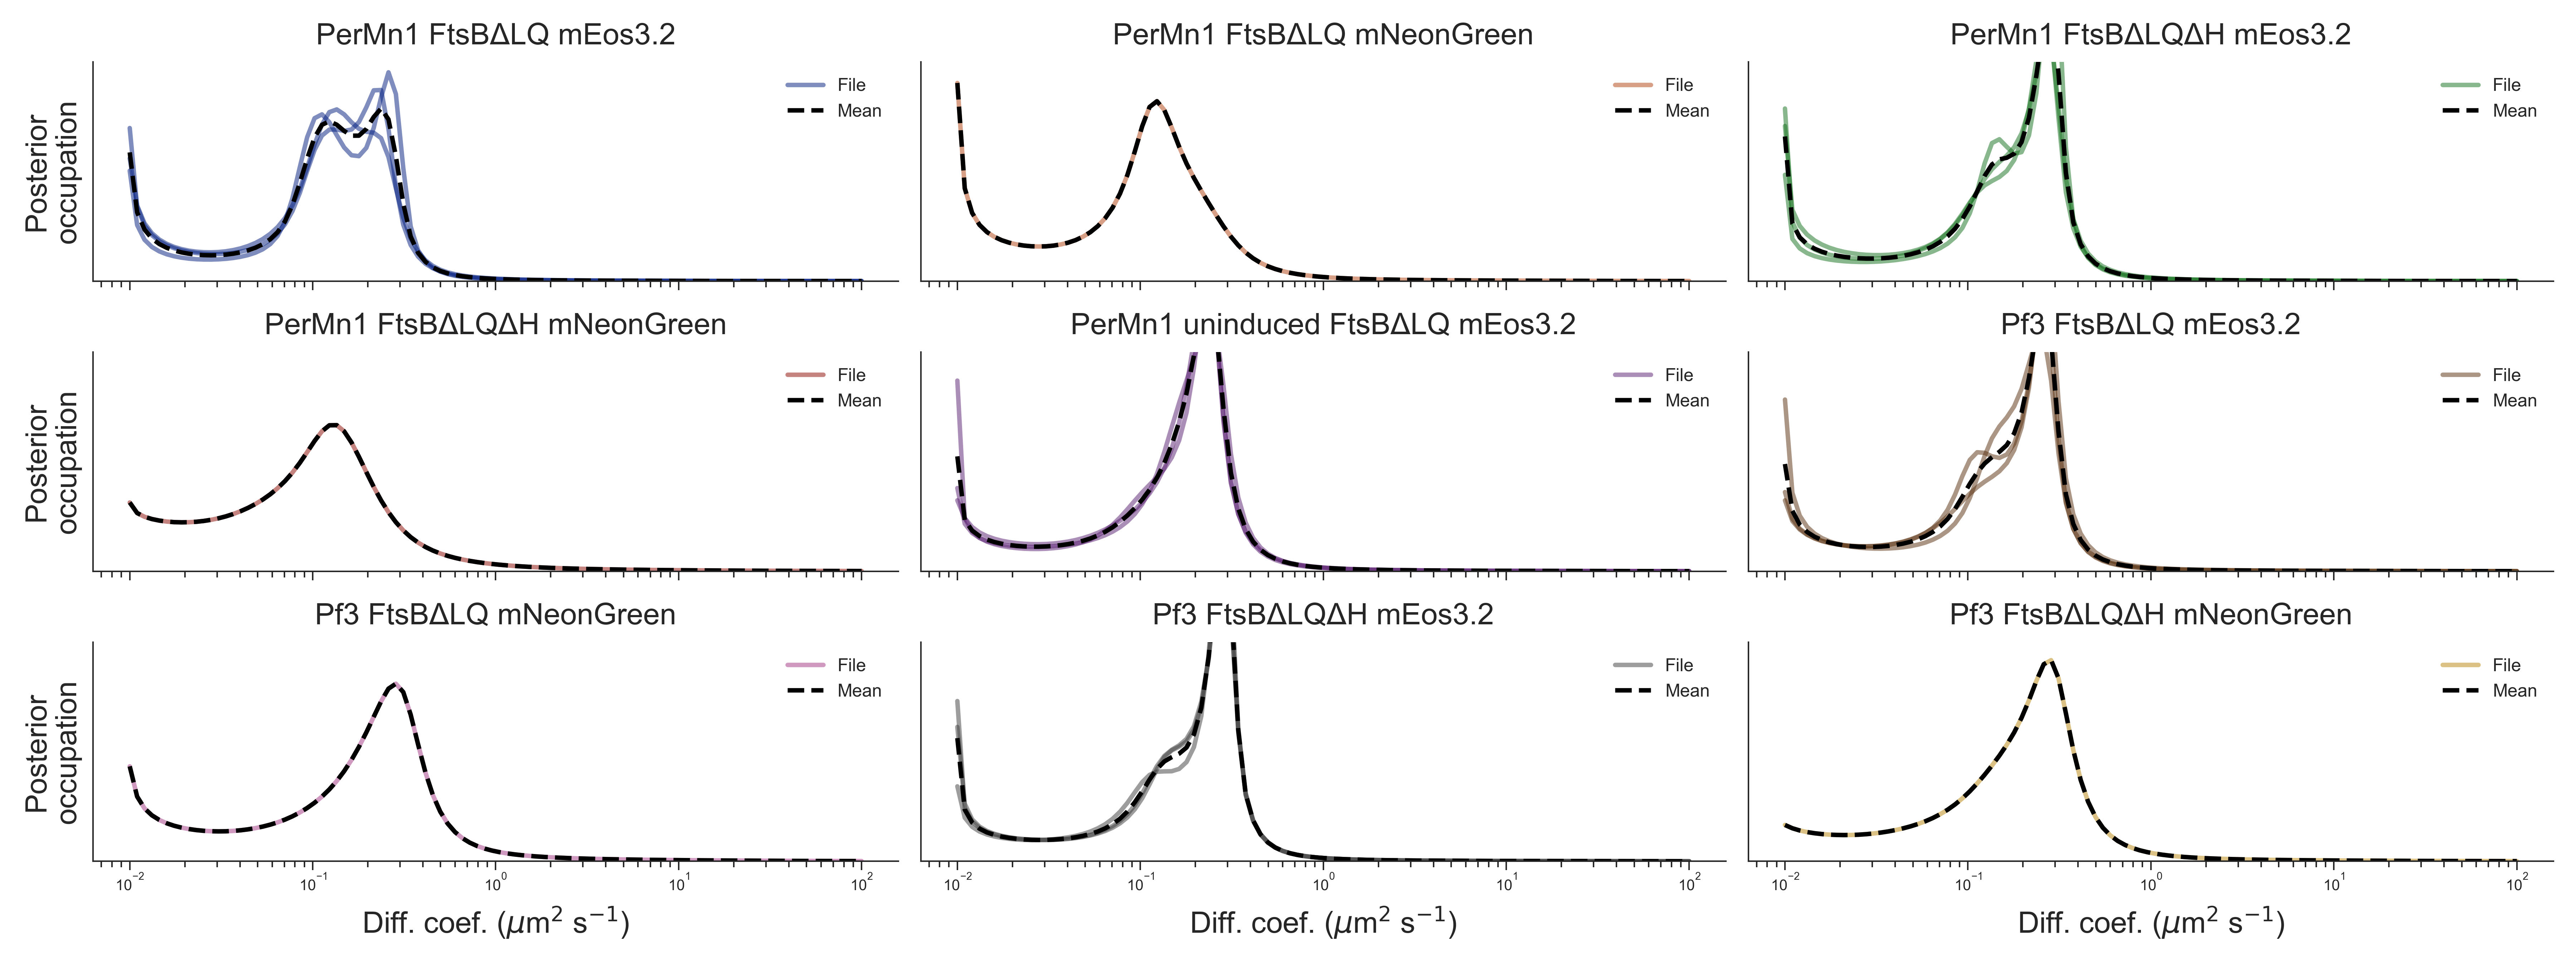 PerMn1 FtsBΔLQ mEos3.2
PerMn1 FtsBΔLQ mNeonGreen
PerMn1 FtsBΔLQΔH mEos3.2
Posterior
occupation
File
Mean
File
Mean
File
Mean
PerMn1 FtsBΔLQΔH mNeonGreen
PerMn1 uninduced FtsBΔLQ mEos3.2
Pf3 FtsBΔLQ mEos3.2
Posterior
occupation
File
Mean
File
Mean
File
Mean
Pf3 FtsBΔLQ mNeonGreen
Pf3 FtsBΔLQΔH mEos3.2
Pf3 FtsBΔLQΔH mNeonGreen
Posterior
occupation
File
Mean
File
Mean
File
Mean
10⁻² 10⁻¹ 10⁰ 10¹ 10²
10⁻² 10⁻¹ 10⁰ 10¹ 10²
10⁻² 10⁻¹ 10⁰ 10¹ 10²
Diff. coef. (μm² s⁻¹)
Diff. coef. (μm² s⁻¹)
Diff. coef. (μm² s⁻¹)